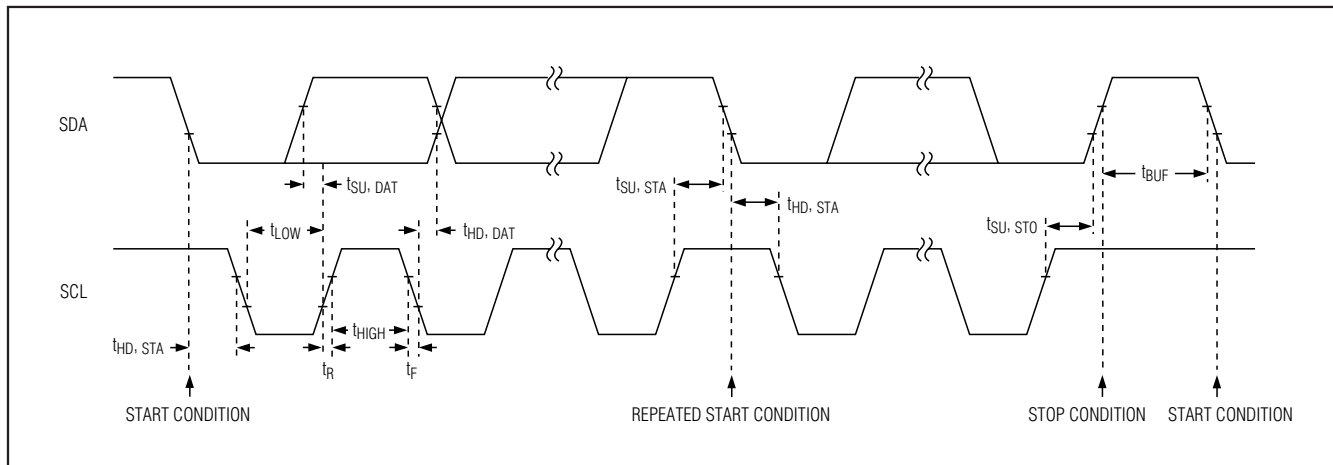 SDA
tSU, DAT
tSU, STA
tBUF
tHD, STA
tLOW
tHD, DAT
tSU, STO
SCL
tHIGH
tHD, STA
tR
tF
START CONDITION
REPEATED START CONDITION
STOP CONDITION
START CONDITION